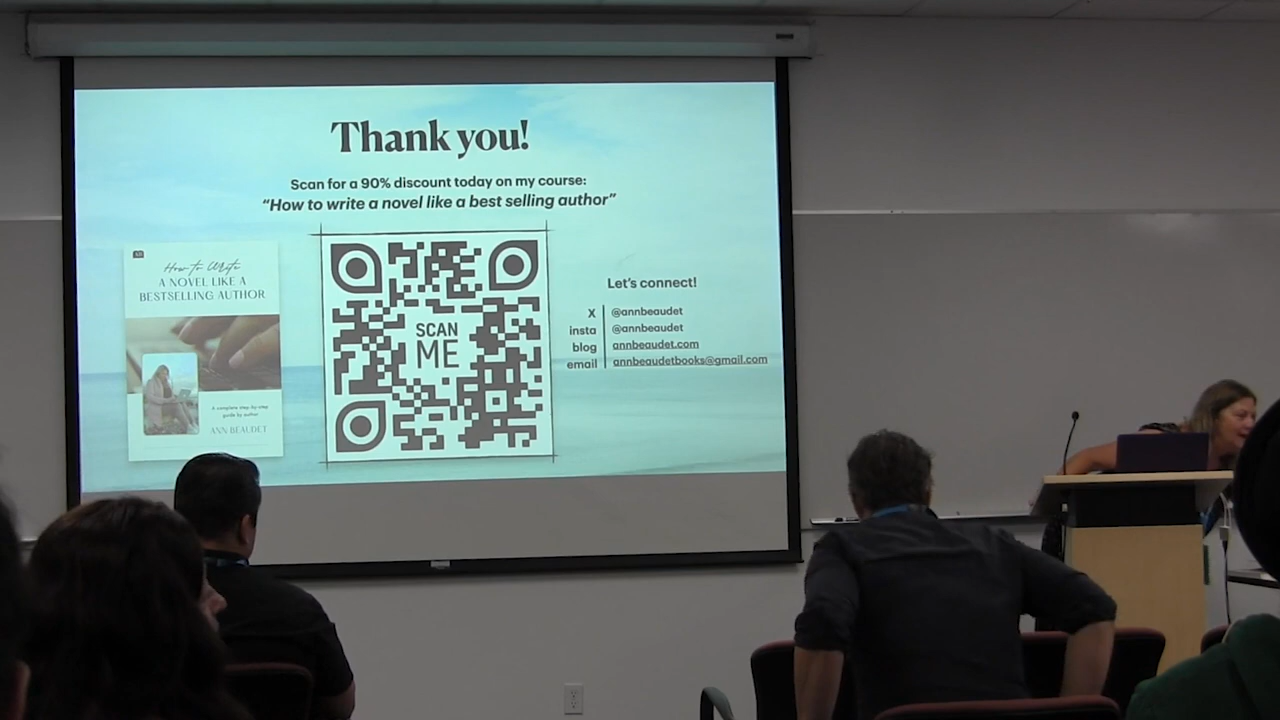 Thank you!
Scan for a 90% discount today on my course:
“How to write a novel like a best selling author”
How to Write
A NOVEL LIKE A
BESTSELLING AUTHOR
A complete step-by-step
guide by author
ANN BEAUDET
SCAN
ME
Let's connect!
X @annbeaudet
insta @annbeaudet
blog annbeaudet.com
email annbeaudetbooks@gmail.com